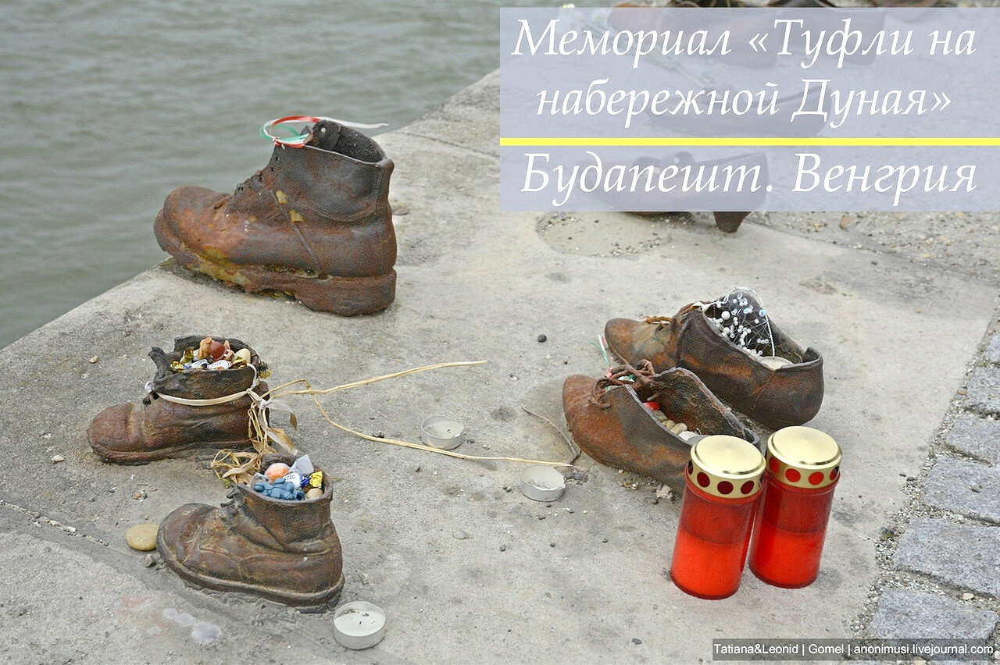 Мемориал «Туфли на
набережной Дуная»
Будапешт. Венгрия
Tatiana&Leonid | Gomel | anonimusi.livejournal.com